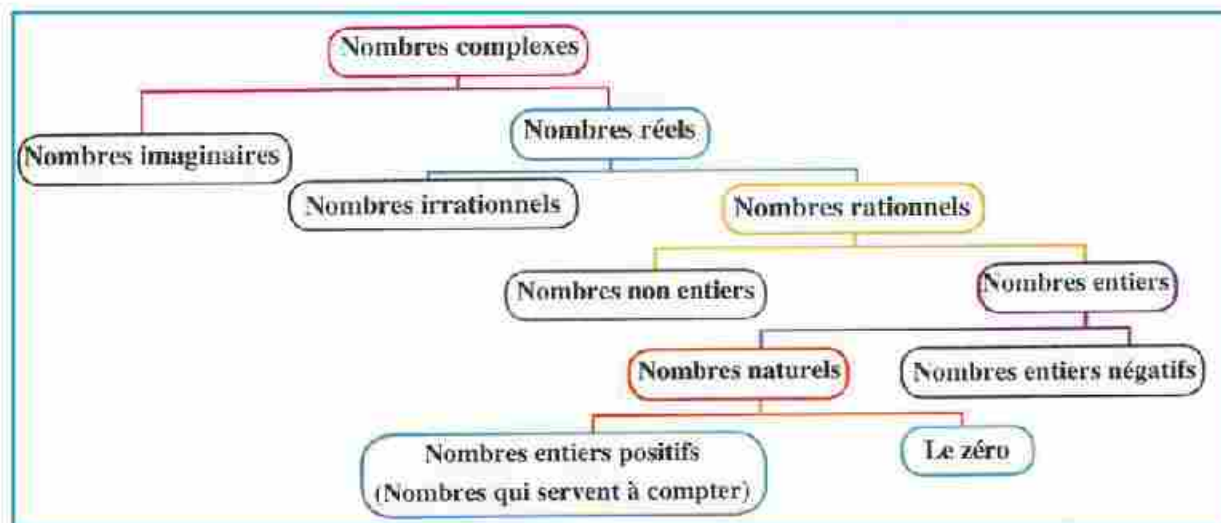 Nombres complexes
Nombres réels
Nombres imaginaires
Nombres irrationnels
Nombres rationnels
Nombres non entiers
Nombres entiers
Nombres naturels
Nombres entiers négatifs
Nombres entiers positifs
(Nombres qui servent à compter)
Le zéro